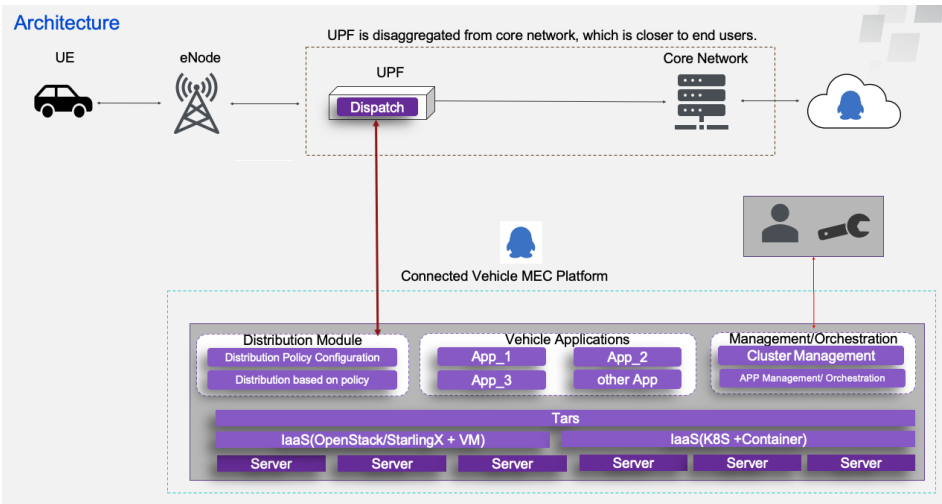 Architecture
UPF is disaggregated from core network, which is closer to end users.
UE
eNode
UPF
Core Network
Dispatch
Connected Vehicle MEC Platform
Distribution Module
Distribution Policy Configuration
Distribution based on policy
Vehicle Applications
App_1
App_2
App_3
other App
Management/Orchestration
Cluster Management
APP Management/ Orchestration
Tars
IaaS(OpenStack/StarlingX + VM)
IaaS(K8S +Container)
Server
Server
Server
Server
Server
Server